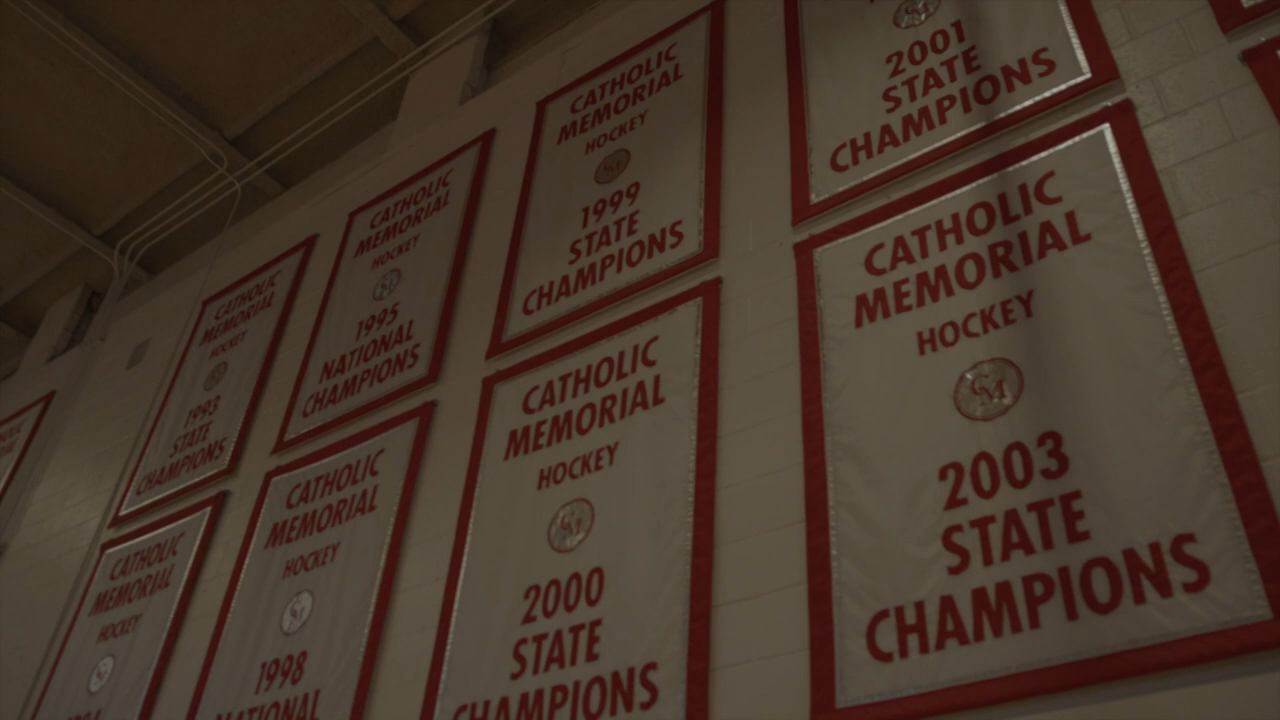 2001
STATE
CHAMPIONS
CATHOLIC
MEMORIAL
HOCKEY
1999
STATE
CHAMPIONS
CATHOLIC
MEMORIAL
HOCKEY
1995
NATIONAL
CHAMPIONS
CATHOLIC
MEMORIAL
HOCKEY
1993
STATE
CHAMPIONS
CATHOLIC
MEMORIAL
HOCKEY
CM
2003
STATE
CHAMPIONS
CATHOLIC
MEMORIAL
HOCKEY
2000
STATE
CHAMPIONS
CATHOLIC
MEMORIAL
HOCKEY
1998
NATIONAL
CATHOLIC
MEMORIAL
HOCKEY